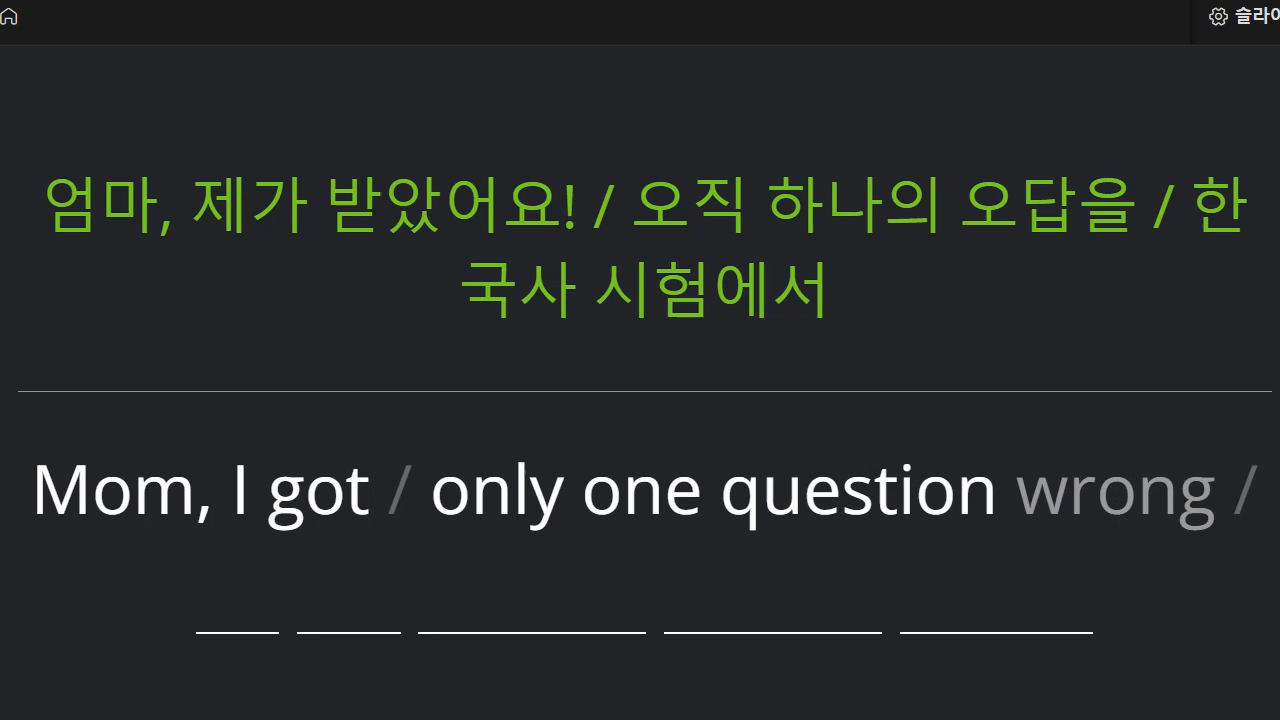 슬라이
엄마, 제가 받았어요! / 오직 하나의 오답을 / 한
국사 시험에서
Mom, I got / only one question wrong /